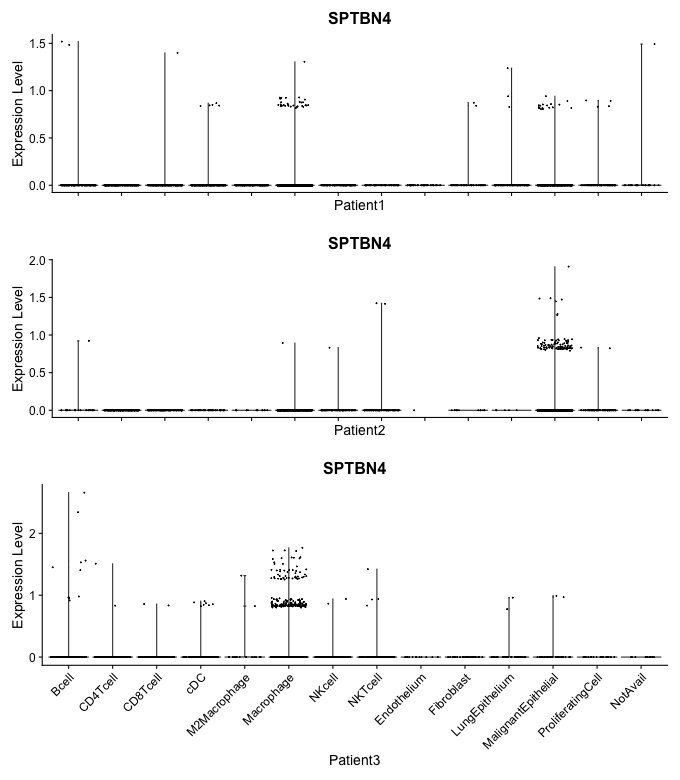 SPTBN4
Expression Level
1.5
1.0
0.5
0.0
Patient1
SPTBN4
Expression Level
2.0
1.5
1.0
0.5
0.0
Patient2
SPTBN4
Expression Level
2
1
0
Bcell
CD4Tcell
CD8Tcell
cDC
M2Macrophage
Macrophage
NKcell
NKTcell
Endothelium
Fibroblast
LungEpithelium
MalignantEpithelial
ProliferatingCell
NotAvail
Patient3